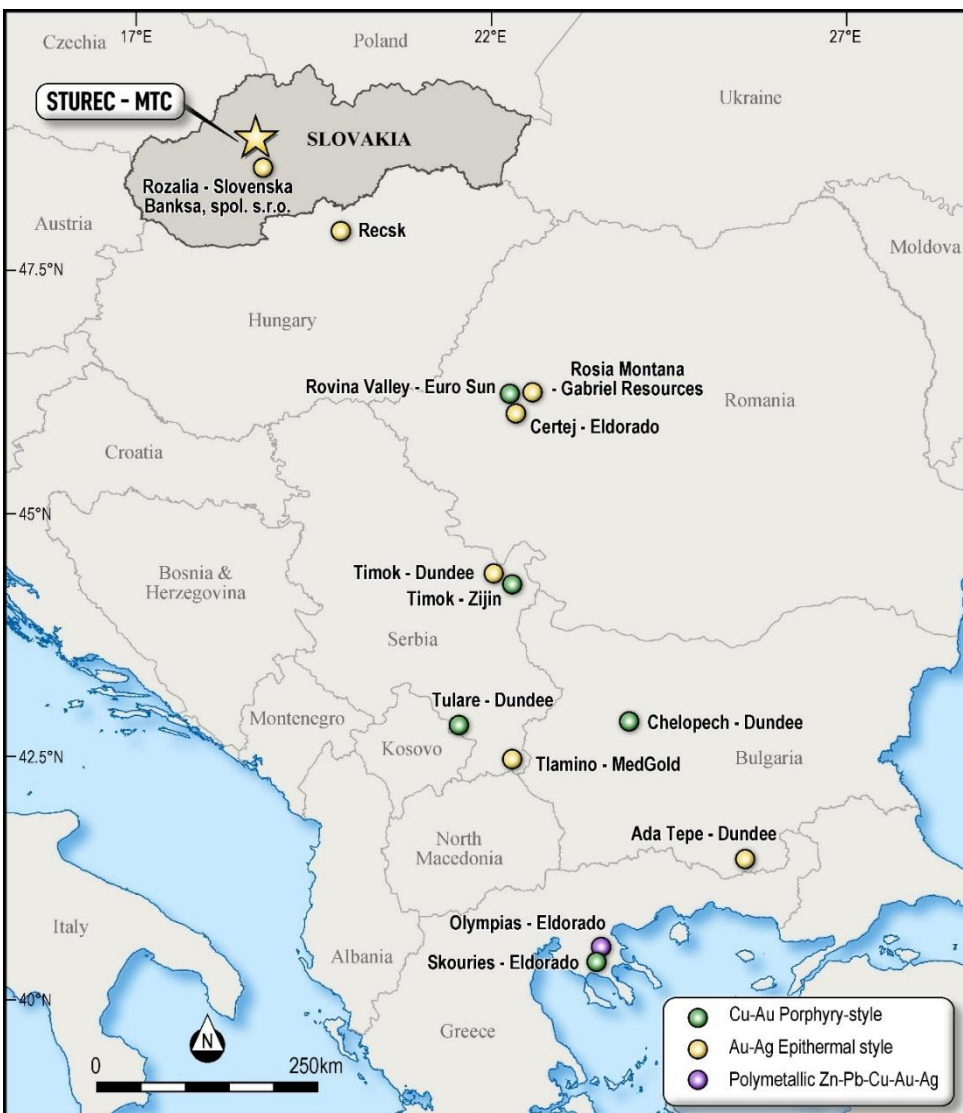 17°E
22°E
27°E
Czechia
Poland
Ukraine
STUREC - MTC
SLOVAKIA
Rozalia - Slovenska
Banksa, spol. s.r.o.
Austria
Recsk
Moldova
47.5°N
Hungary
Rovina Valley - Euro Sun
Rosia Montana
- Gabriel Resources
Certej - Eldorado
Romania
Croatia
45°N
Bosnia &
Herzegovina
Timok - Dundee
Timok - Zijin
Serbia
Tulare - Dundee
Montenegro
Kosovo
Chelopech - Dundee
42.5°N
Tlamino - MedGold
Bulgaria
North
Macedonia
Ada Tepe - Dundee
Italy
Albania
Olympias - Eldorado
Skouries - Eldorado
40°N
Greece
N
0
250km
Cu-Au Porphyry-style
Au-Ag Epithermal style
Polymetallic Zn-Pb-Cu-Au-Ag